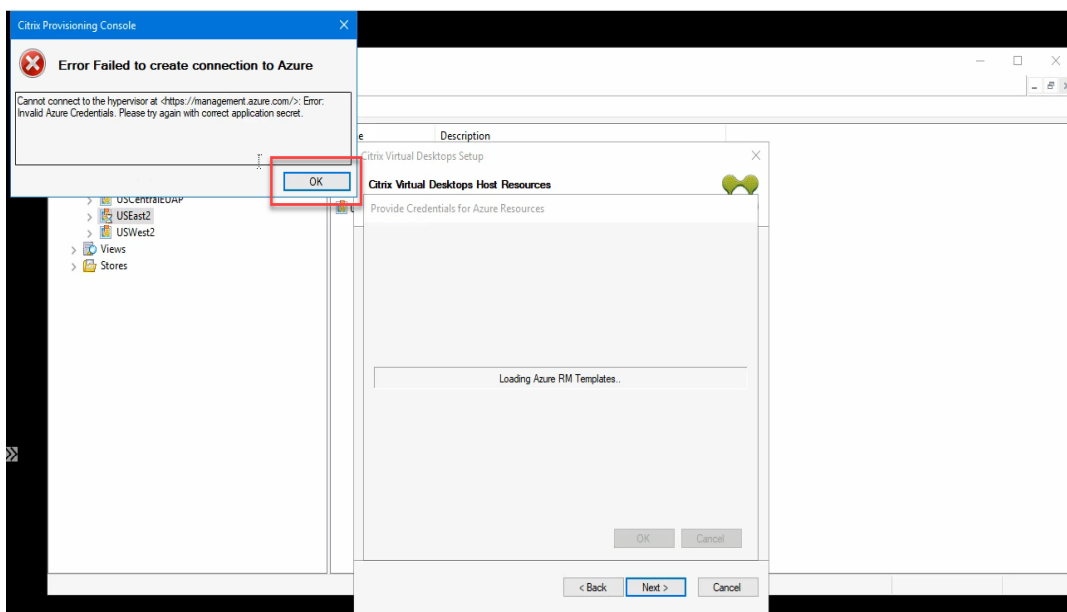 Citrix Provisioning Console
Error Failed to create connection to Azure
Cannot connect to the hypervisor at <https://management.azure.com/>: Error:
Invalid Azure Credentials. Please try again with correct application secret.
OK
Description
Citrix Virtual Desktops Setup
Citrix Virtual Desktops Host Resources
Provide Credentials for Azure Resources
USCentralEUAP
USEast2
USWest2
Views
Stores
Loading Azure RM Templates..
OK Cancel
< Back Next > Cancel